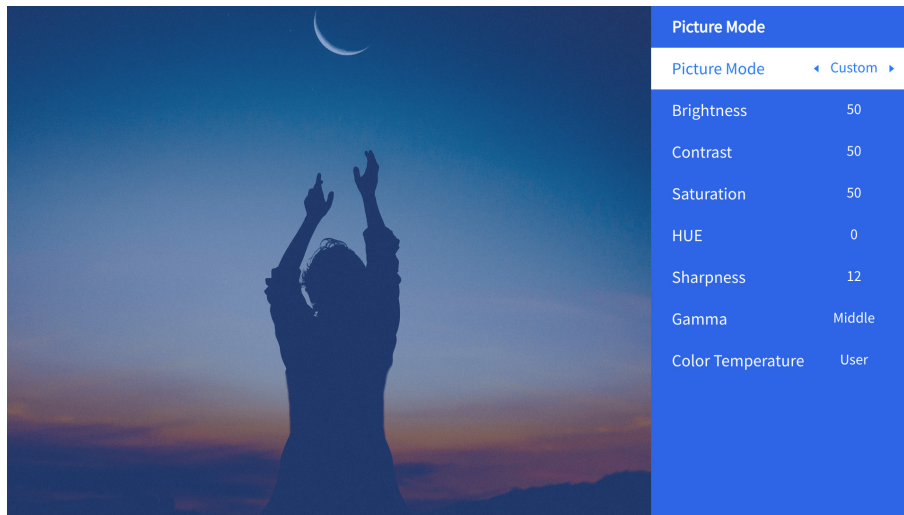 Picture Mode
Picture Mode Custom
Brightness 50
Contrast 50
Saturation 50
HUE 0
Sharpness 12
Gamma Middle
Color Temperature User